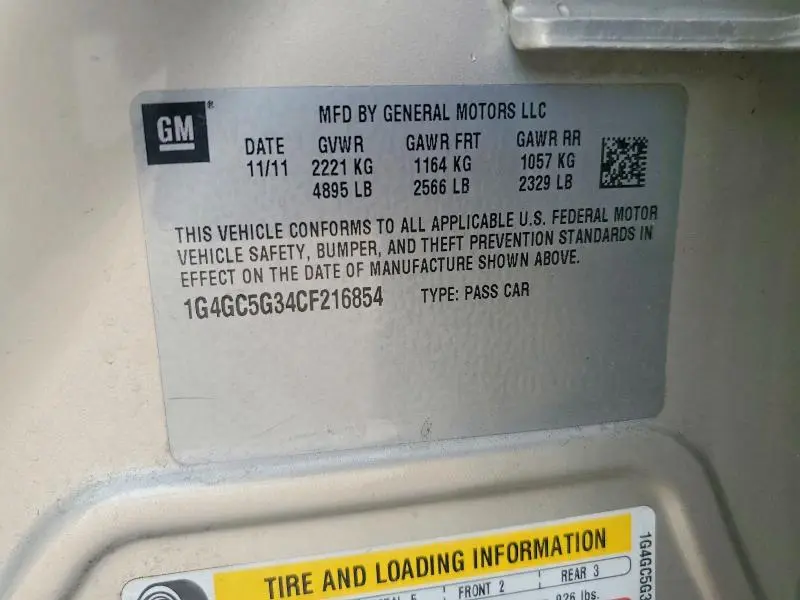 GM ®
MFD BY GENERAL MOTORS LLC
DATE GVWR GAWR FRT GAWR RR
11/11 2221 KG 1164 KG 1057 KG
4895 LB 2566 LB 2329 LB
THIS VEHICLE CONFORMS TO ALL APPLICABLE U.S. FEDERAL MOTOR
VEHICLE SAFETY, BUMPER, AND THEFT PREVENTION STANDARDS IN
EFFECT ON THE DATE OF MANUFACTURE SHOWN ABOVE.
1G4GC5G34CF216854 TYPE: PASS CAR
TIRE AND LOADING INFORMATION
FRONT 2 REAR 3
lbs.
1G4GC5G3